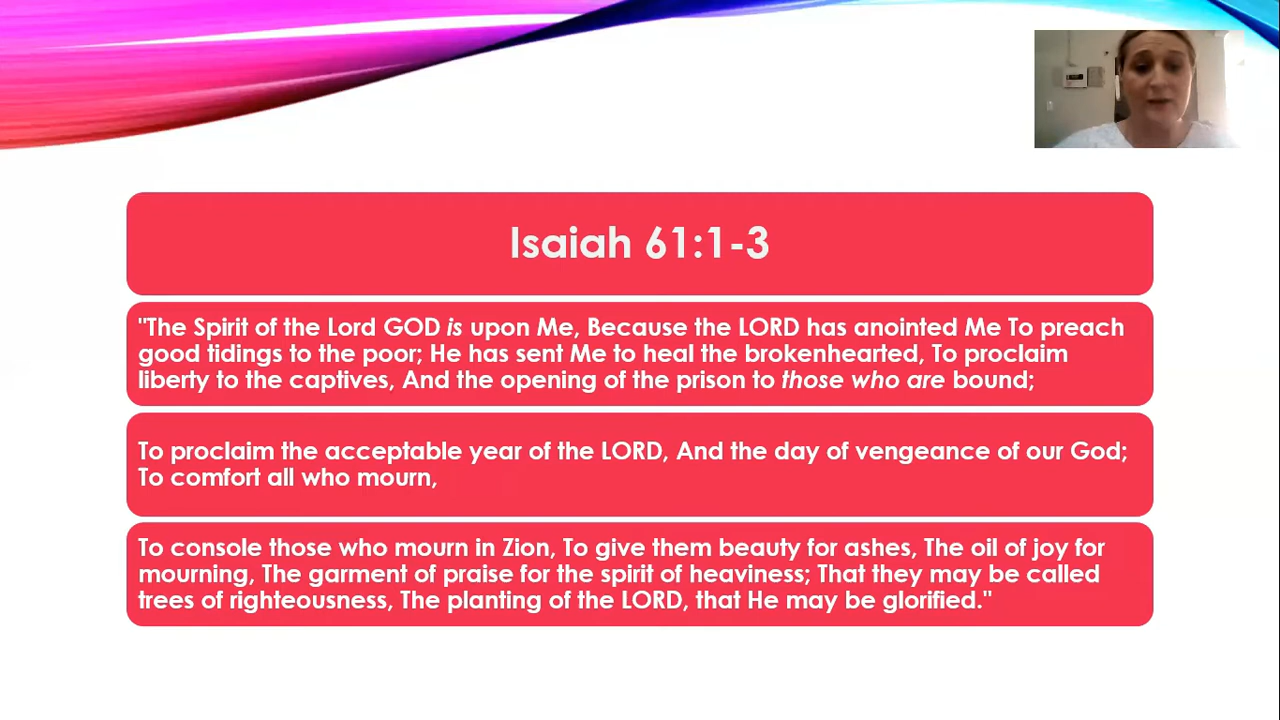 Isaiah 61:1-3
"The Spirit of the Lord GOD is upon Me, Because the LORD has anointed Me To preach
good tidings to the poor; He has sent Me to heal the brokenhearted, To proclaim
liberty to the captives, And the opening of the prison to those who are bound;
To proclaim the acceptable year of the LORD, And the day of vengeance of our God;
To comfort all who mourn,
To console those who mourn in Zion, To give them beauty for ashes, The oil of joy for
mourning, The garment of praise for the spirit of heaviness; That they may be called
trees of righteousness, The planting of the LORD, that He may be glorified."